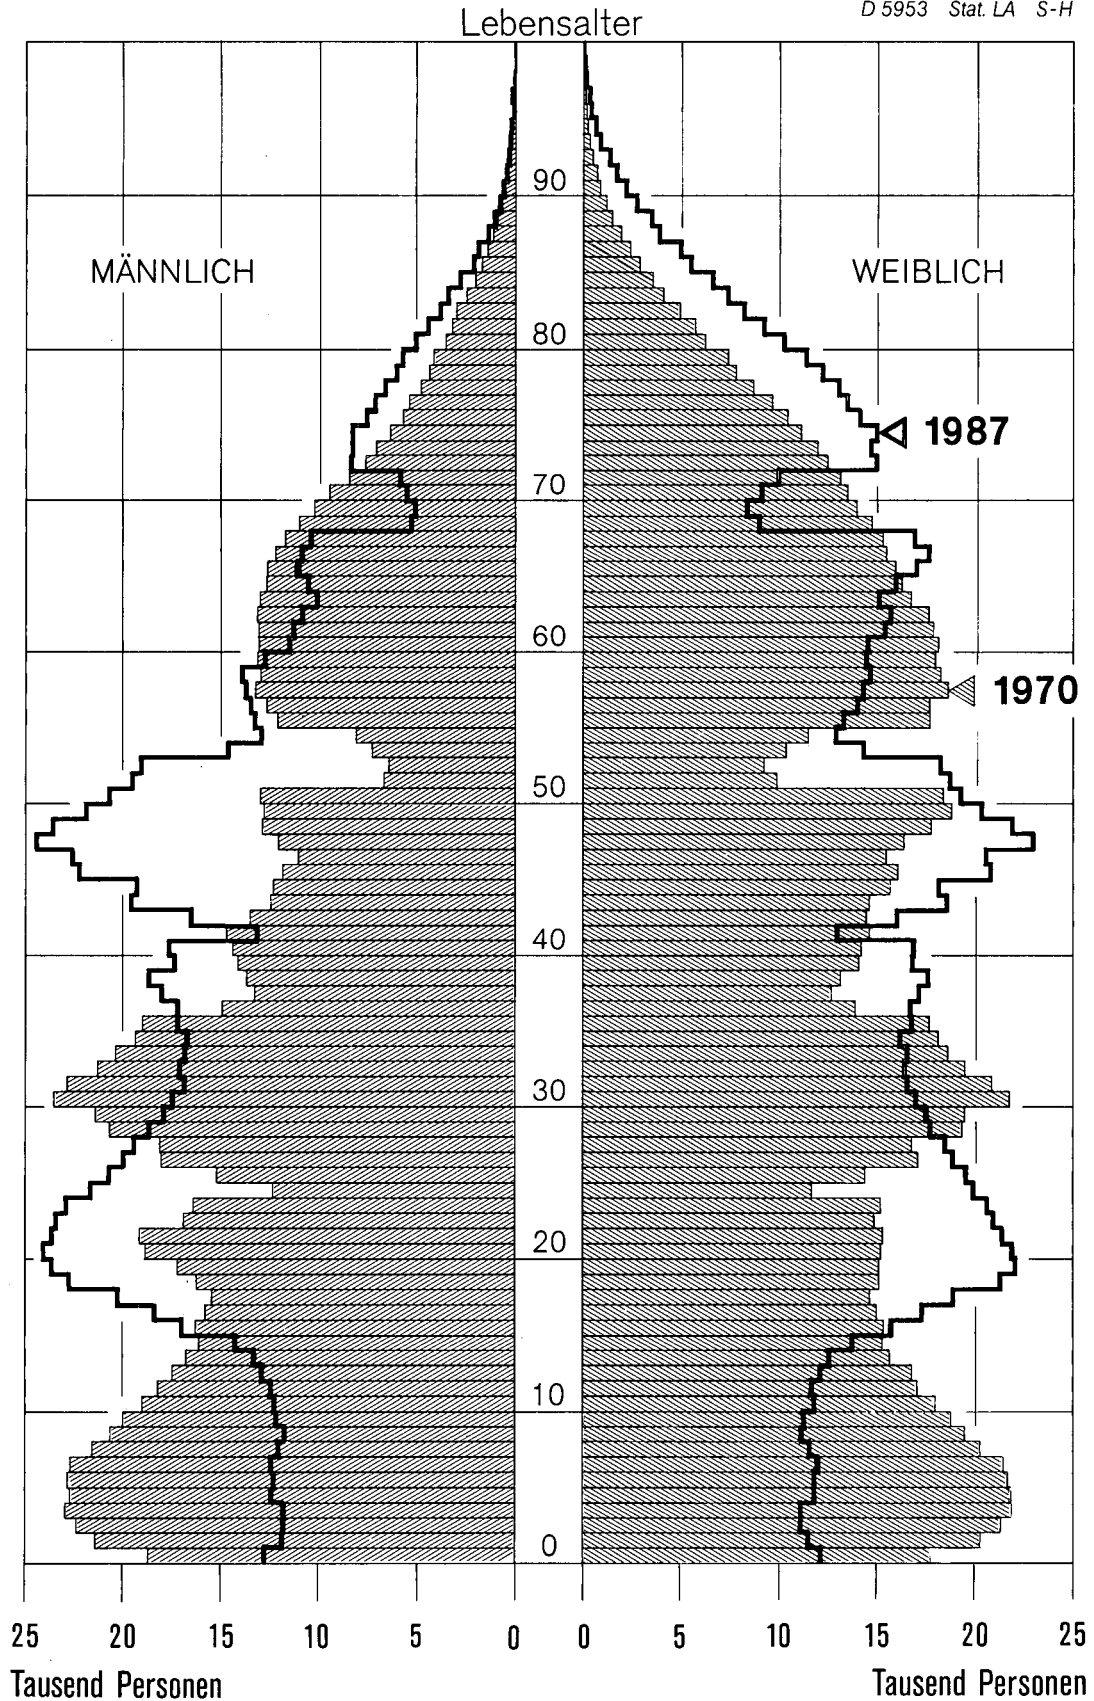 D 5953 Stat. LA S-H
Lebensalter
90
MÄNNLICH
WEIBLICH
80
1987
70
60
1970
50
40
30
20
10
0
25 20 15 10 5 0 0 5 10 15 20 25
Tausend Personen Tausend Personen